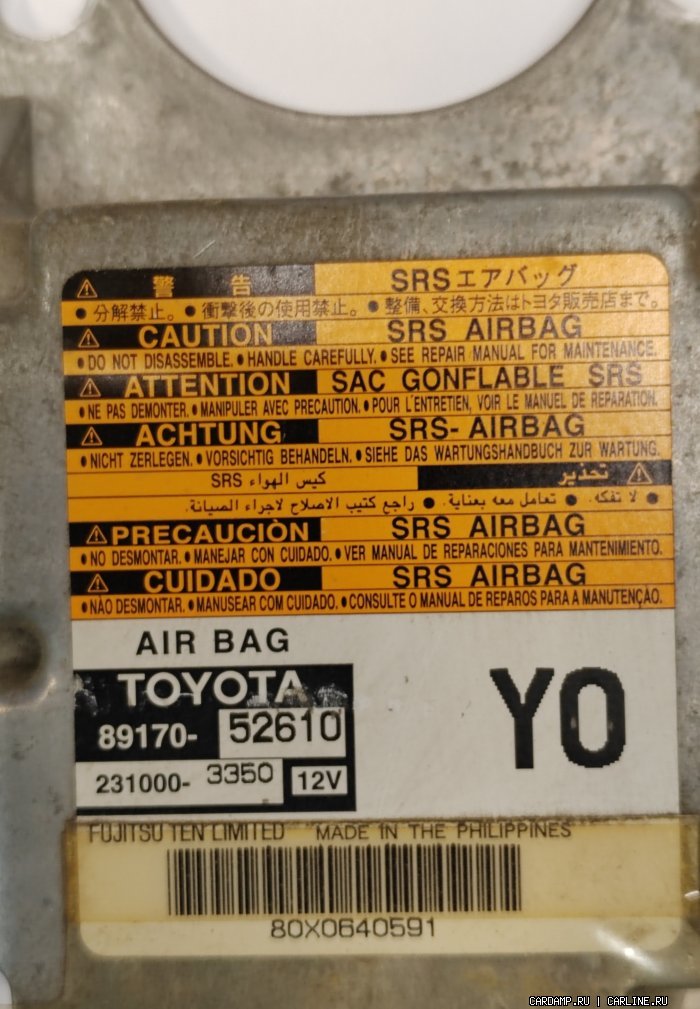 ⚠ 警 告 SRSエアバッグ
• 分解禁止。 • 衝撃後の使用禁止。 • 整備、交換方法はトヨタ販売店まで。
⚠ CAUTION SRS AIRBAG
• DO NOT DISASSEMBLE. • HANDLE CAREFULLY. • SEE REPAIR MANUAL FOR MAINTENANCE.
⚠ ATTENTION SAC GONFLABLE SRS
• NE PAS DEMONTER. • MANIPULER AVEC PRECAUTION. • POUR L'ENTRETIEN, VOIR LE MANUEL DE REPARATION.
⚠ ACHTUNG SRS-AIRBAG
• NICHT ZERLEGEN. • VORSICHTIG BEHANDELN. • SIEHE DAS WARTUNGSHANDBUCH ZUR WARTUNG.
⚠ تحذير كيس الهواء SRS
• لا تفكه. • تعامل معه بعناية. • راجع كتيب الاصلاح لاجراء الصيانة.
⚠ PRECAUCIÒN SRS AIRBAG
• NO DESMONTAR. • MANEJAR CON CUIDADO. • VER MANUAL DE REPARACIONES PARA MANTENIMIENTO.
⚠ CUIDADO SRS AIRBAG
• NÀO DESMONTAR. • MANUSEAR COM CUIDADO. • CONSULTE O MANUAL DE REPAROS PARA A MANUTENÇÀO.
AIR BAG
TOYOTA
89170-52610
YO
231000-3350 12V
FUJITSU TEN LIMITED MADE IN THE PHILIPPINES
80X0640591
CARDAMP.RU | CARLINE.RU